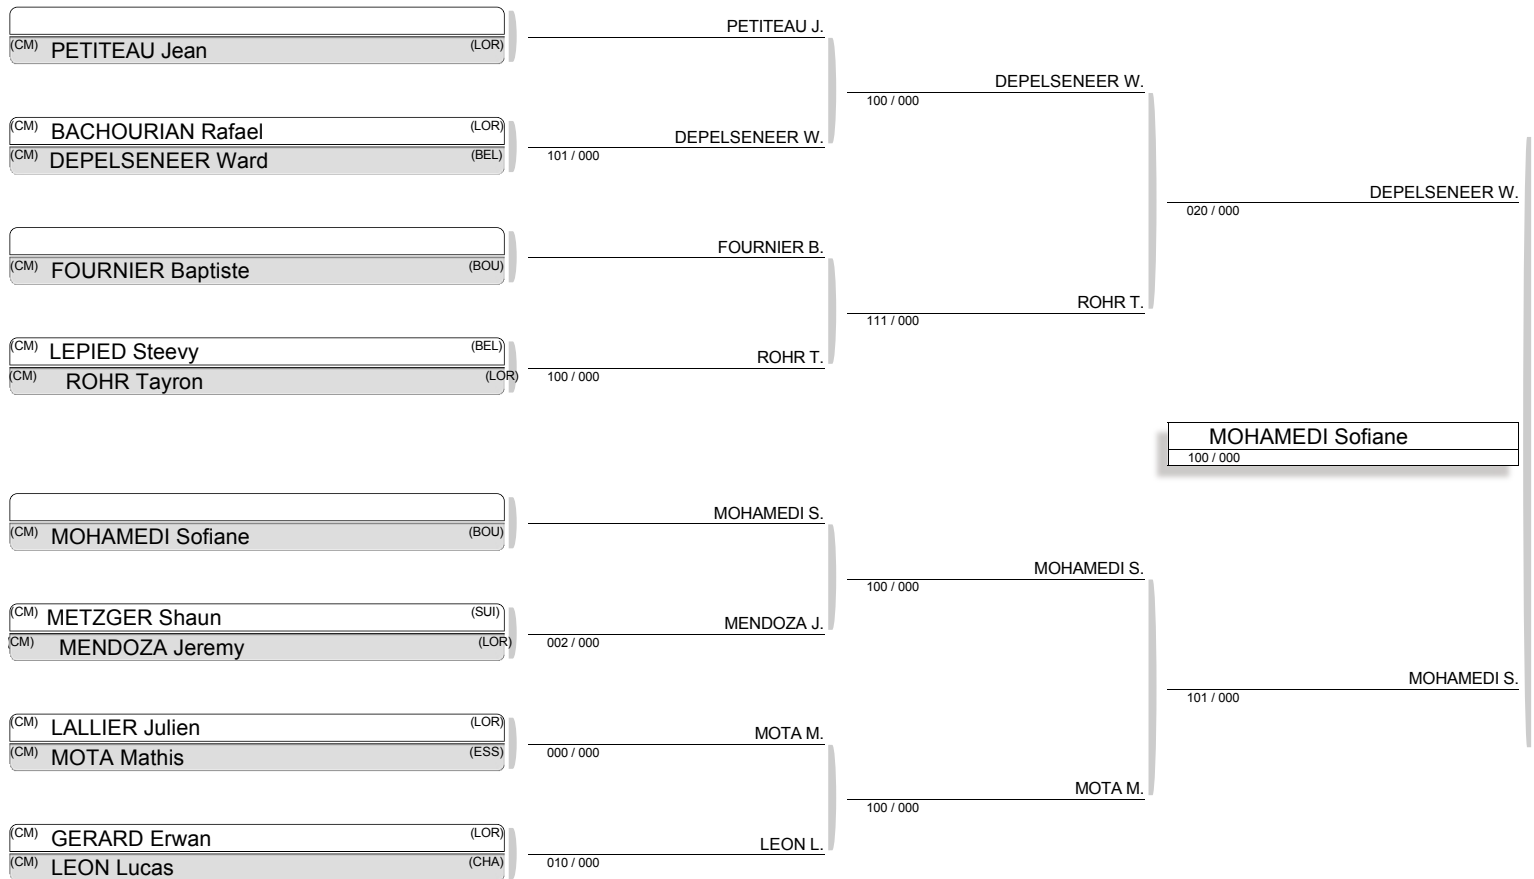 (CM) PETITEAU Jean (LOR)
(CM) BACHOURIAN Rafael (LOR)
(CM) DEPELSENEER Ward (BEL)
(CM) FOURNIER Baptiste (BOU)
(CM) LEPIED Steevy (BEL)
(CM) ROHR Tayron (LOR)
(CM) MOHAMEDI Sofiane (BOU)
(CM) METZGER Shaun (SUI)
(CM) MENDOZA Jeremy (LOR)
(CM) LALLIER Julien (LOR)
(CM) MOTA Mathis (ESS)
(CM) GERARD Erwan (LOR)
(CM) LEON Lucas (CHA)
PETITEAU J.
DEPELSENEER W.
101 / 000
FOURNIER B.
ROHR T.
100 / 000
MOHAMEDI S.
MENDOZA J.
002 / 000
MOTA M.
000 / 000
LEON L.
010 / 000
DEPELSENEER W.
100 / 000
ROHR T.
111 / 000
MOHAMEDI S.
100 / 000
MOTA M.
100 / 000
DEPELSENEER W.
020 / 000
MOHAMEDI Sofiane
100 / 000
MOHAMEDI S.
101 / 000